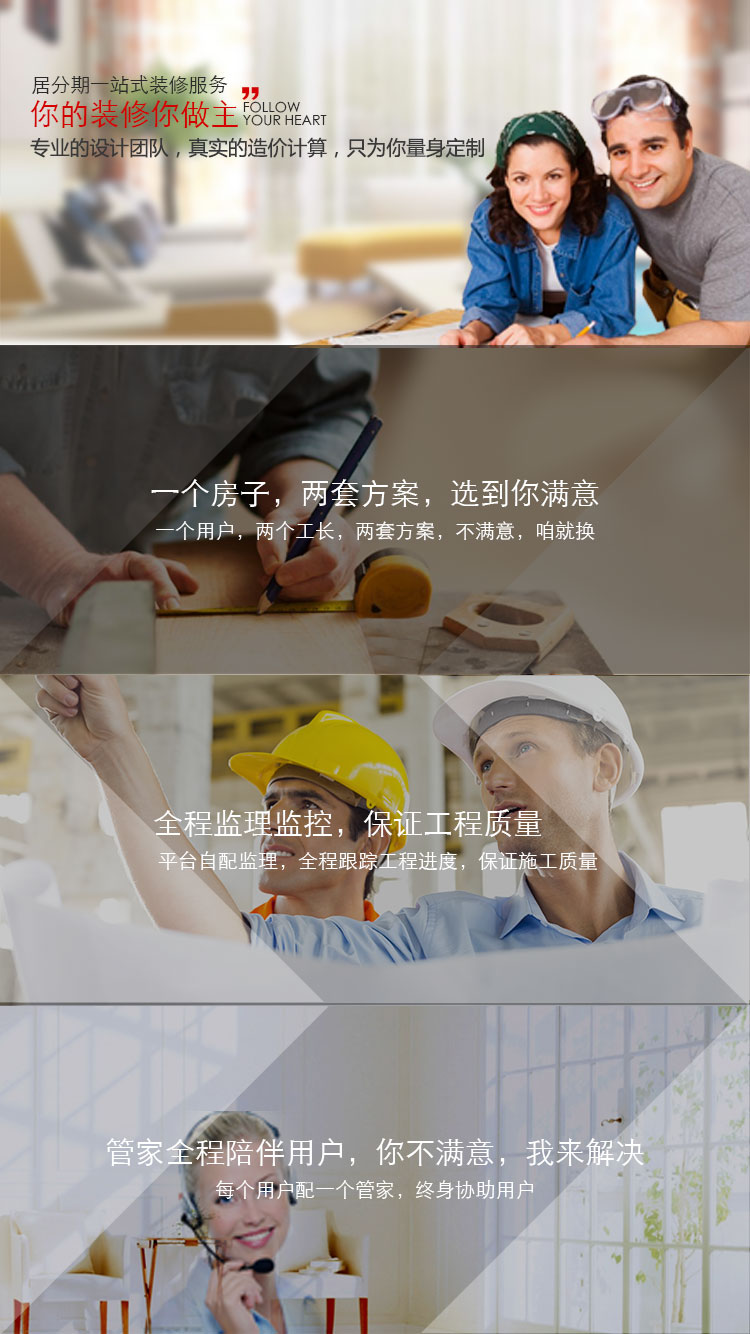 居分期一站式装修服务
你的装修你做主
FOLLOW
YOUR HEART
专业的设计团队，真实的造价计算，只为你量身定制
一个房子，两套方案，选到你满意
一个用户，两个工长，两套方案，不满意，咱就换
全程监理监控，保证工程质量
平台自配监理，全程跟踪工程进度，保证施工质量
管家全程陪伴用户，你不满意，我来解决
每个用户配一个管家，终身协助用户